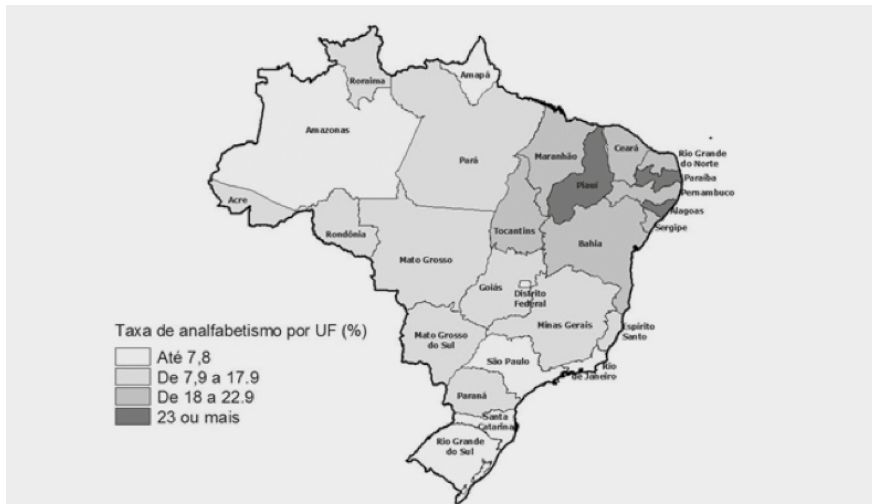 Amapá
Roraima
Amazonas
Pará
Maranhão
Ceará
Rio Grande
do Norte
Paraíba
Piauí
Pernambuco
Acre
Alagoas
Rondônia
Tocantins
Sergipe
Bahia
Mato Grosso
Goiás
Distrito
Federal
Minas Gerais
Espírito
Santo
Mato Grosso
do Sul
São Paulo
Rio
de Janeiro
Paraná
Santa
Catarina
Rio Grande
do Sul
Taxa de analfabetismo por UF (%)
Até 7,8
De 7,9 a 17.9
De 18 a 22.9
23 ou mais